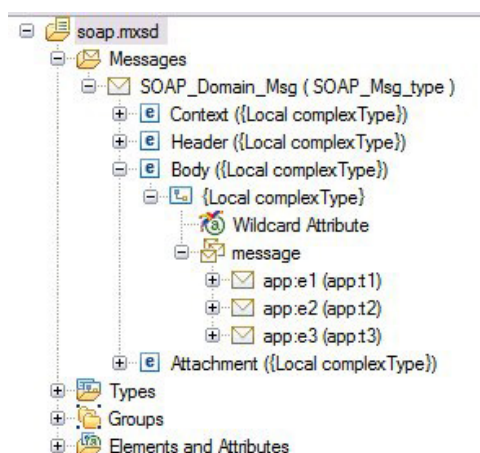 soap.mxsd
Messages
SOAP_Domain_Msg ( SOAP_Msg_type )
e Context ({Local complexType})
e Header ({Local complexType})
e Body ({Local complexType})
{Local complexType}
a Wildcard Attribute
message
app:e1 (app:t1)
app:e2 (app:t2)
app:e3 (app:t3)
e Attachment ({Local complexType})
Types
Groups
Elements and Attributes